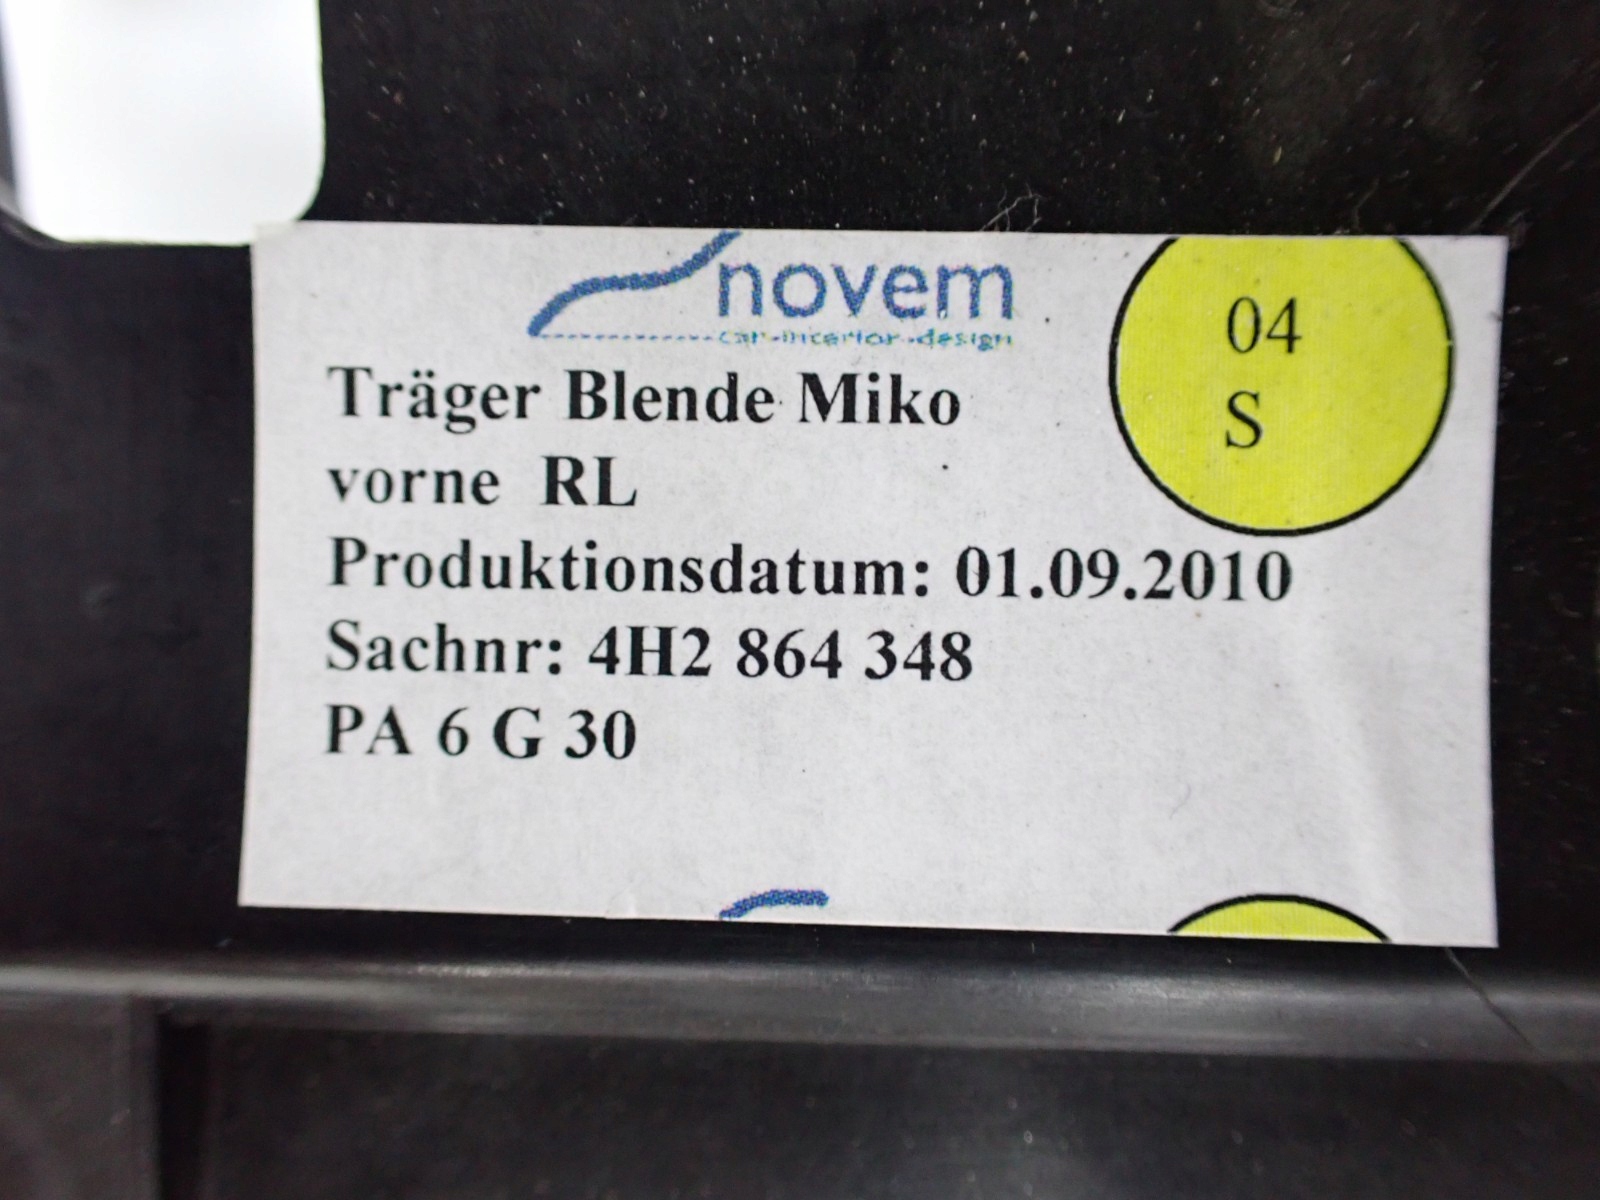 novem
car·interior·design
04
S
Träger Blende Miko
vorne RL
Produktionsdatum: 01.09.2010
Sachnr: 4H2 864 348
PA 6 G 30